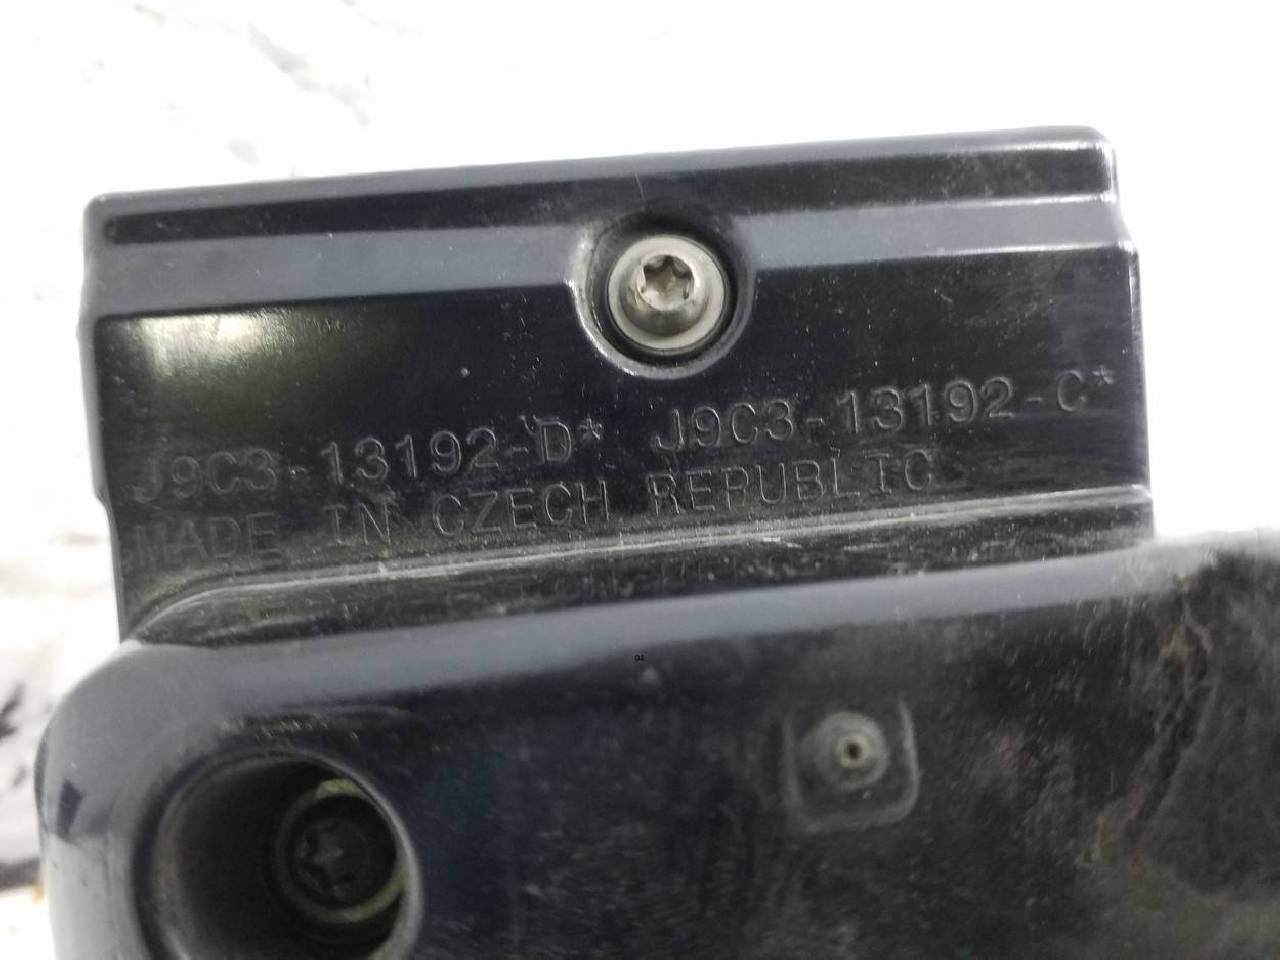 J9C3-13192-D* J9C3-13192-C*
MADE IN CZECH REPUBLIC